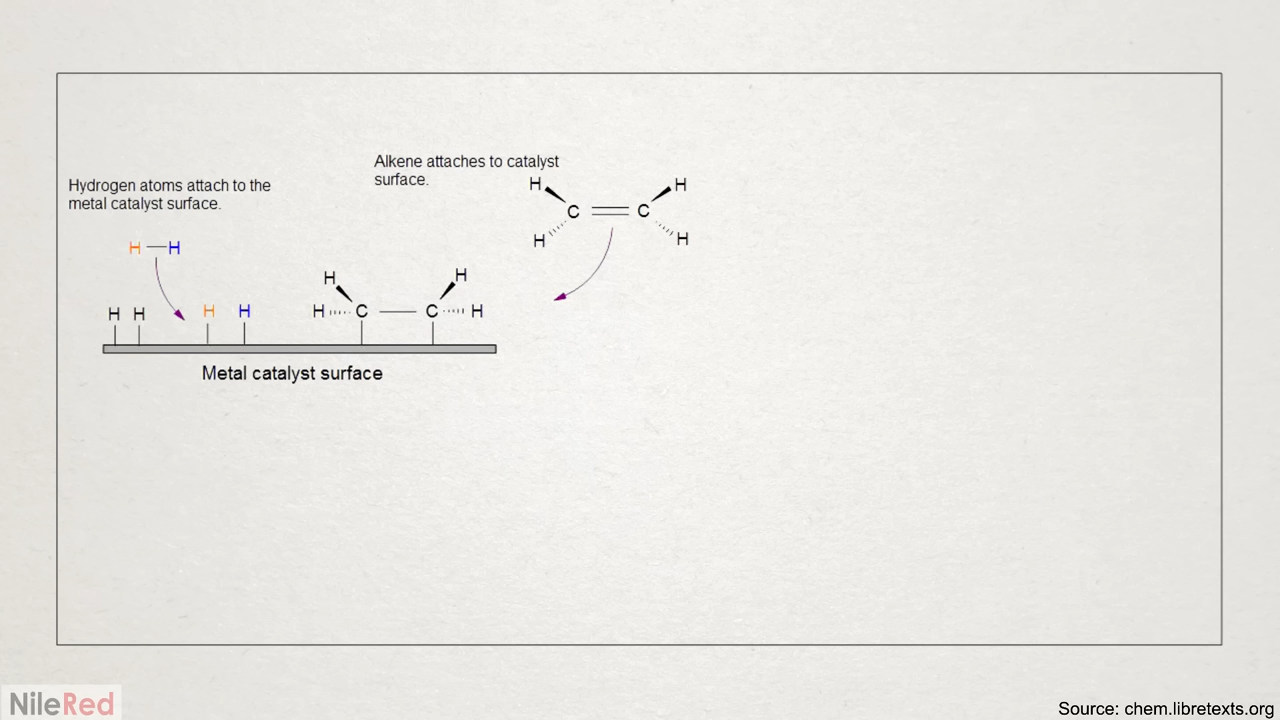 Alkene attaches to catalyst
surface.
Hydrogen atoms attach to the
metal catalyst surface.
H H
C C
H H
H H
H H
H H H H H C C H
Metal catalyst surface
NileRed
Source: chem.libretexts.org